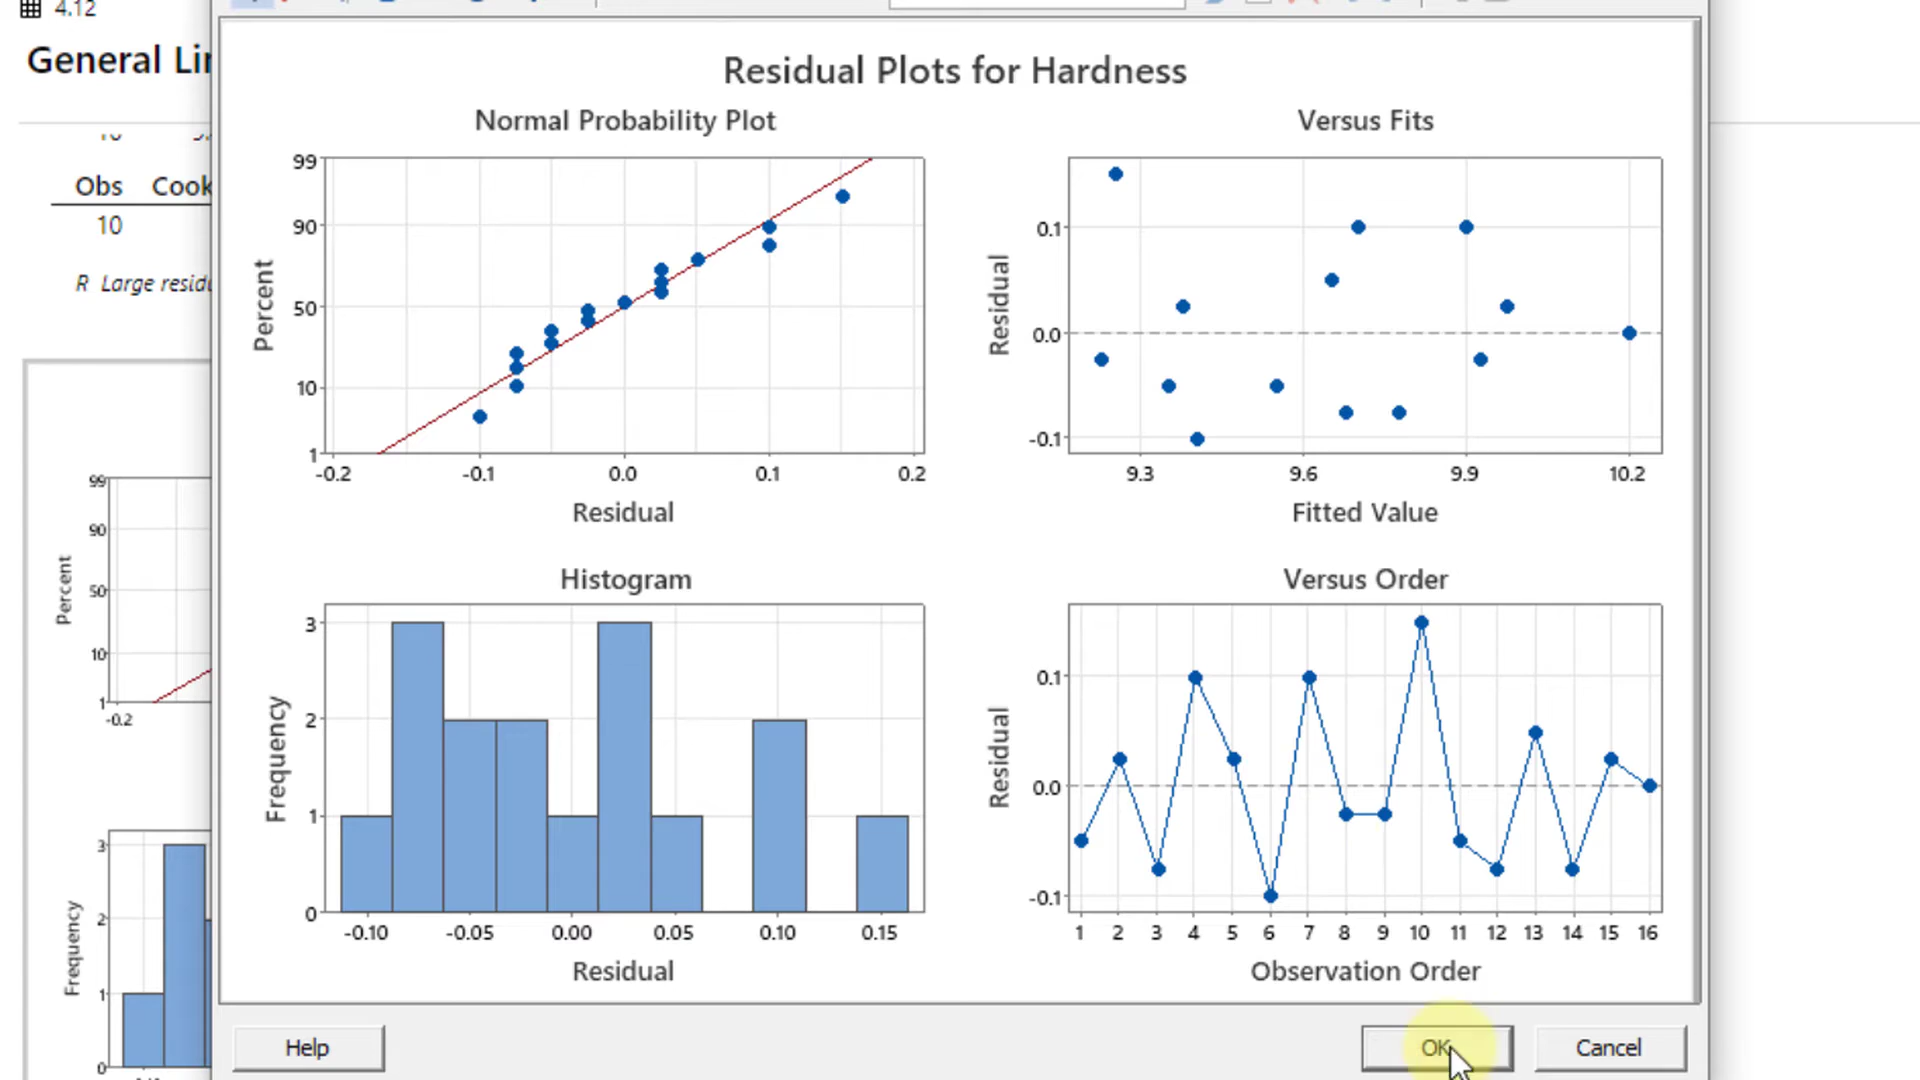 4.12
General Lir
Obs Cook
10
R Large resid
99
90
Percent
50
10
1
-0.2
3
2
Frequency
1
0
Residual Plots for Hardness
Normal Probability Plot
99
90
Percent
50
10
1
-0.2 -0.1 0.0 0.1 0.2
Residual
Versus Fits
0.1
Residual
0.0
-0.1
9.3 9.6 9.9 10.2
Fitted Value
Histogram
3
2
Frequency
1
0
-0.10 -0.05 0.00 0.05 0.10 0.15
Residual
Versus Order
0.1
Residual
0.0
-0.1
1 2 3 4 5 6 7 8 9 10 11 12 13 14 15 16
Observation Order
Help
OK
Cancel